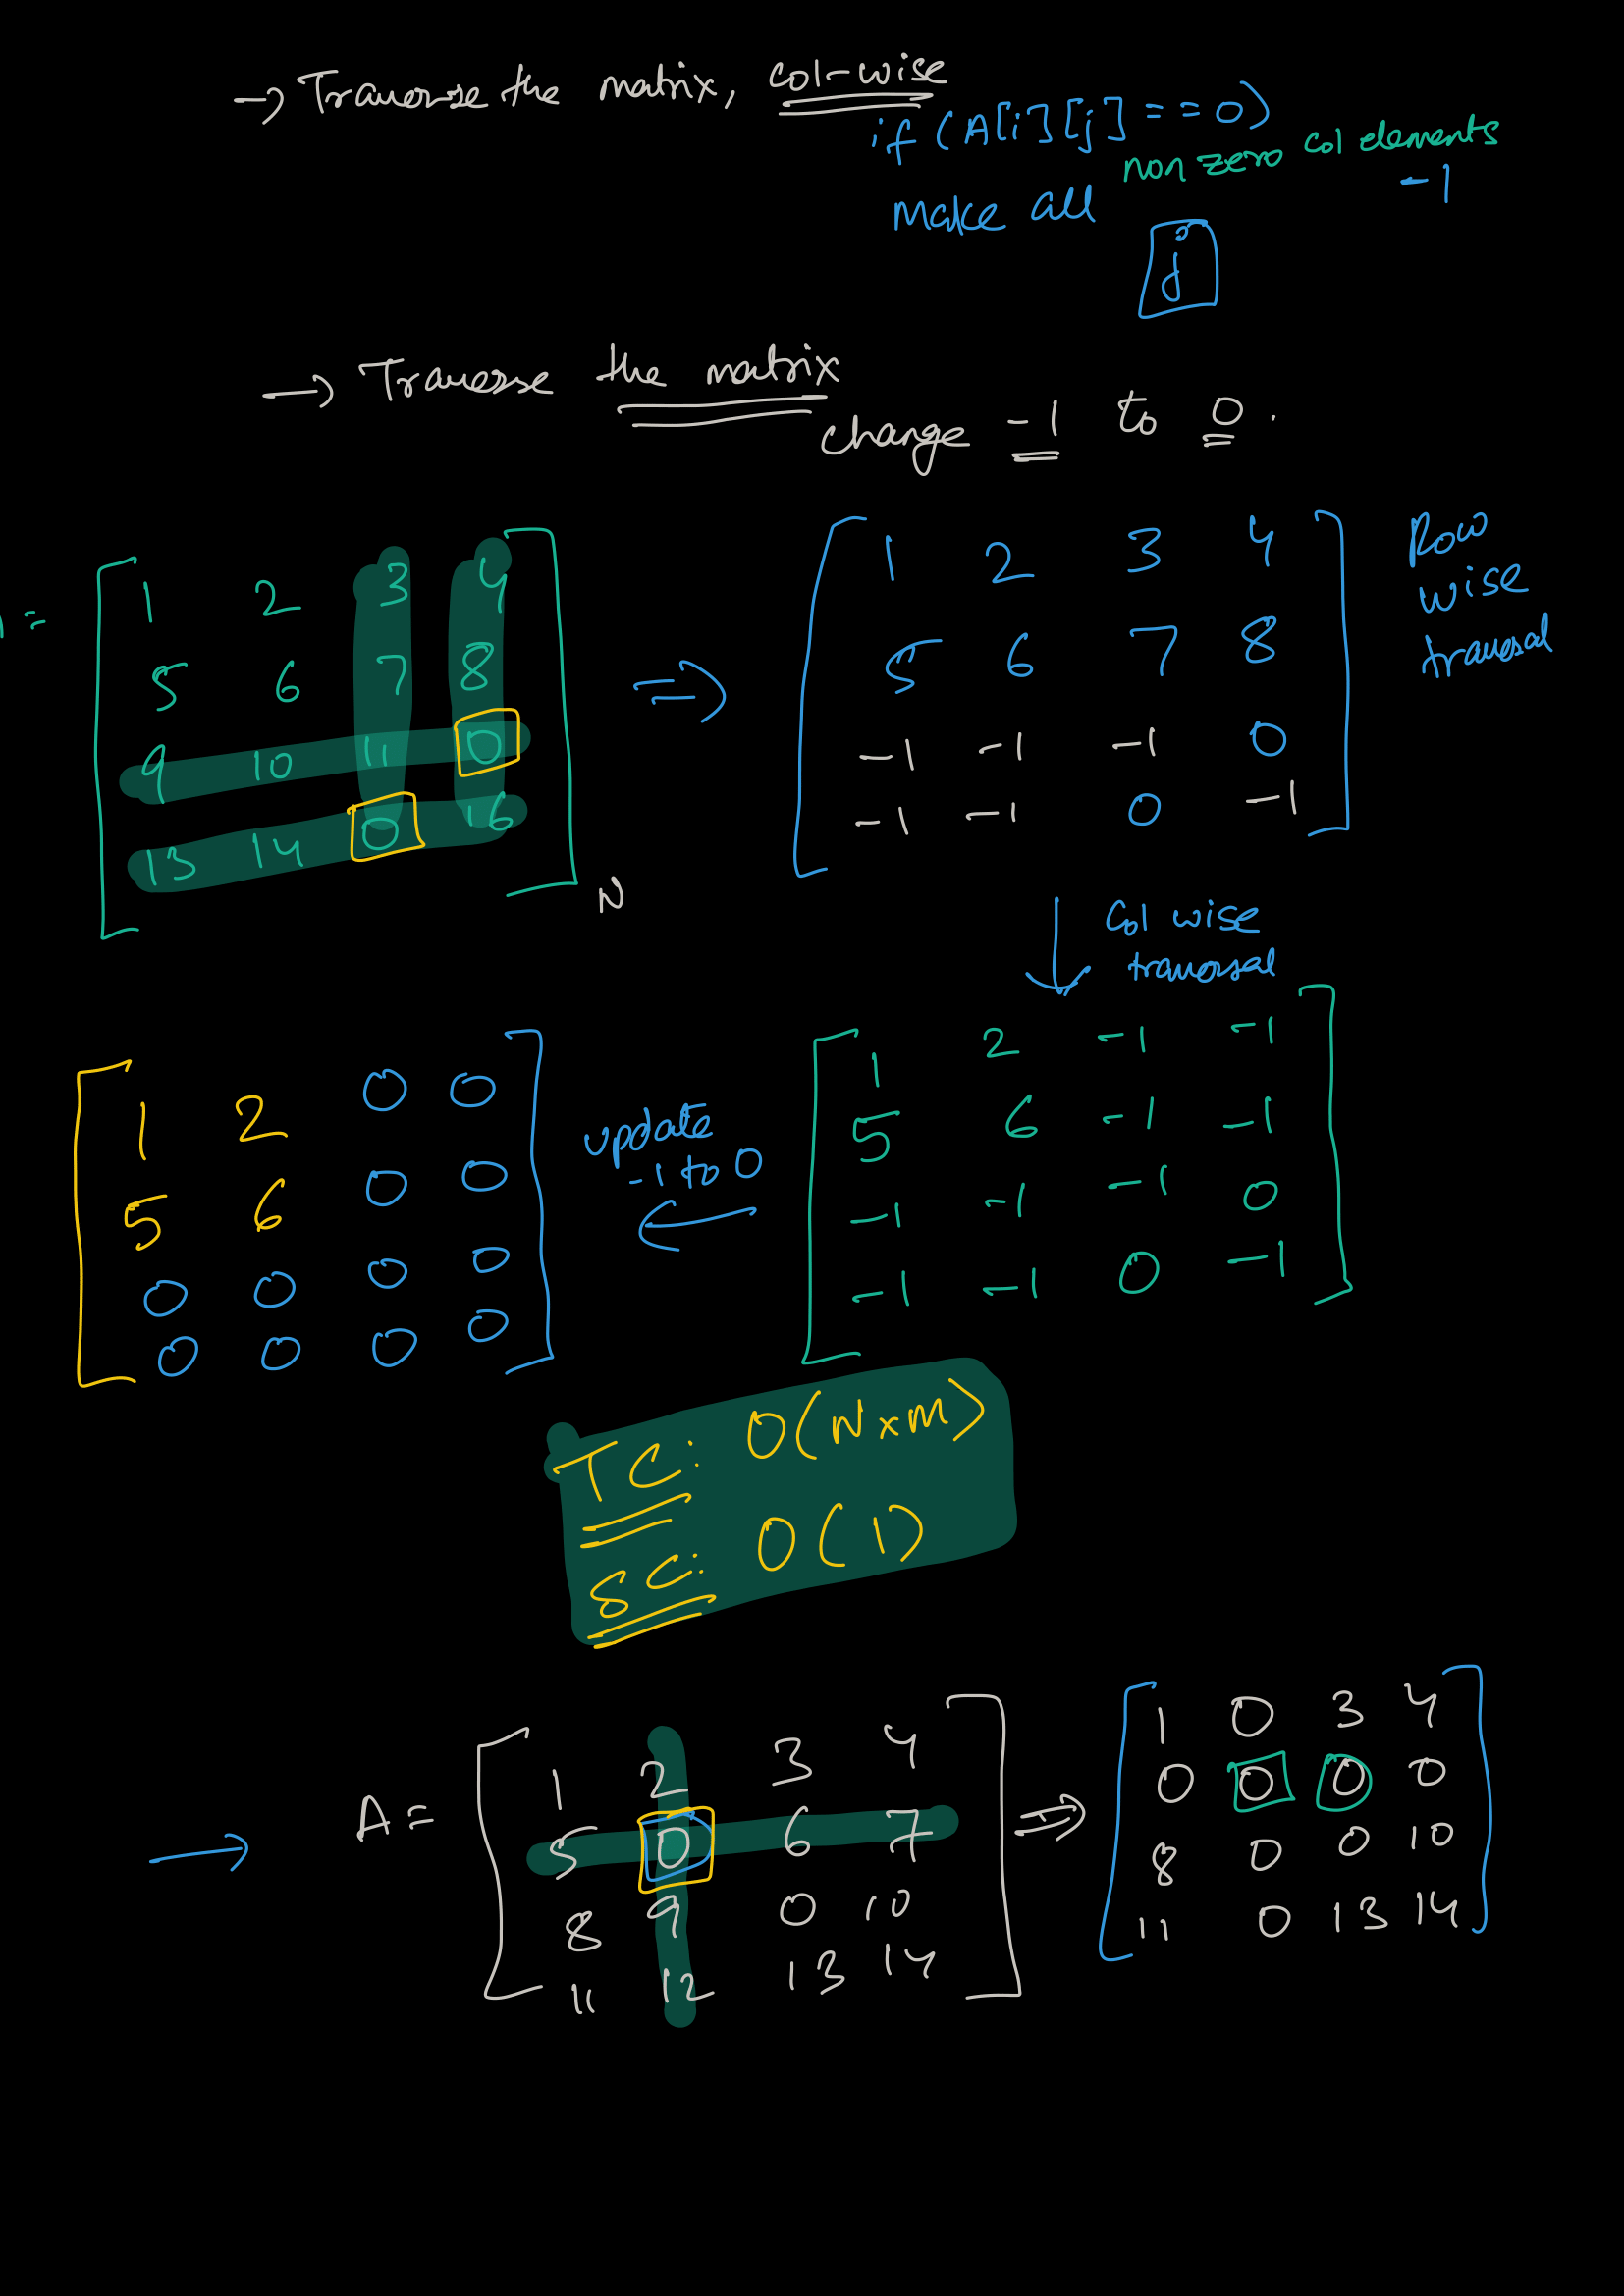 → Traverse the matrix, col-wise
if (A[i][j] == 0)
make all non zero col elements -1
j
→ Traverse the matrix
change -1 to 0.
=
1 2 3 4
5 6 7 8
9 10 11 0
13 14 0 16
N
⇒
1 2 3 4
5 6 7 8
-1 -1 -1 0
-1 -1 0 -1
Row
wise
traversal
↓ Col wise
traversal
1 2 -1 -1
5 6 -1 -1
-1 -1 -1 0
-1 -1 0 -1
update
-1 to 0
←
1 2 0 0
5 6 0 0
0 0 0 0
0 0 0 0
TC: O(N×M)
SC: O(1)
→ A =
1 2 3 4
5 0 6 7
8 9 0 10
11 12 13 14
⇒
1 0 3 4
0 0 0 0
8 0 0 10
11 0 13 14